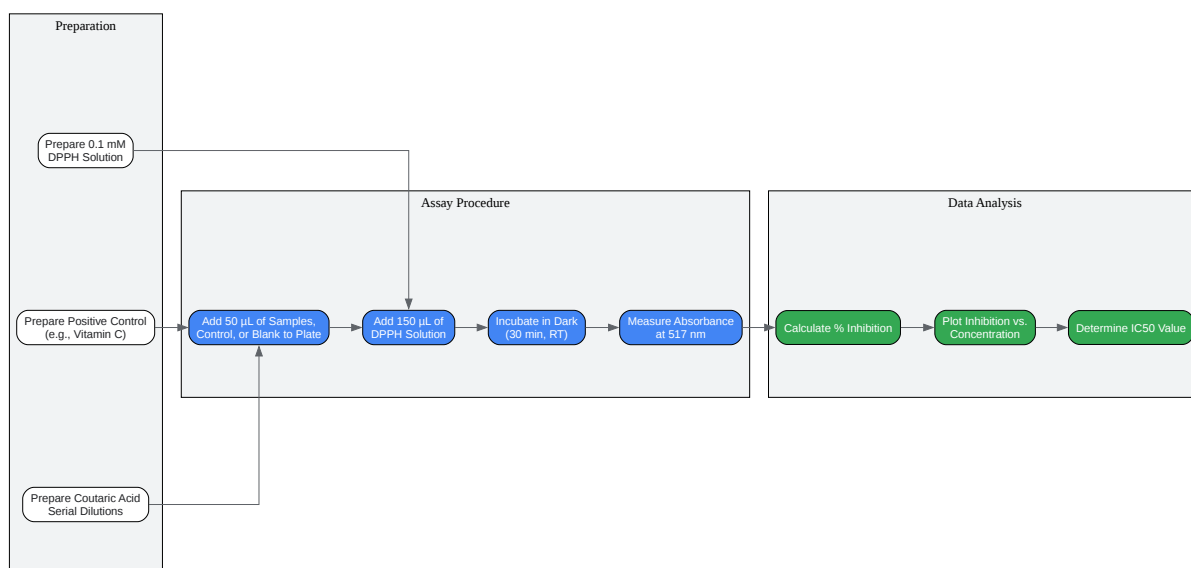 Preparation
Prepare 0.1 mM
DPPH Solution
Prepare Positive Control
(e.g., Vitamin C)
Prepare Coutaric Acid
Serial Dilutions
Assay Procedure
Add 50 µL of Samples,
Control, or Blank to Plate
Add 150 µL of
DPPH Solution
Incubate in Dark
(30 min, RT)
Measure Absorbance
at 517 nm
Data Analysis
Calculate % Inhibition
Plot Inhibition vs.
Concentration
Determine IC50 Value